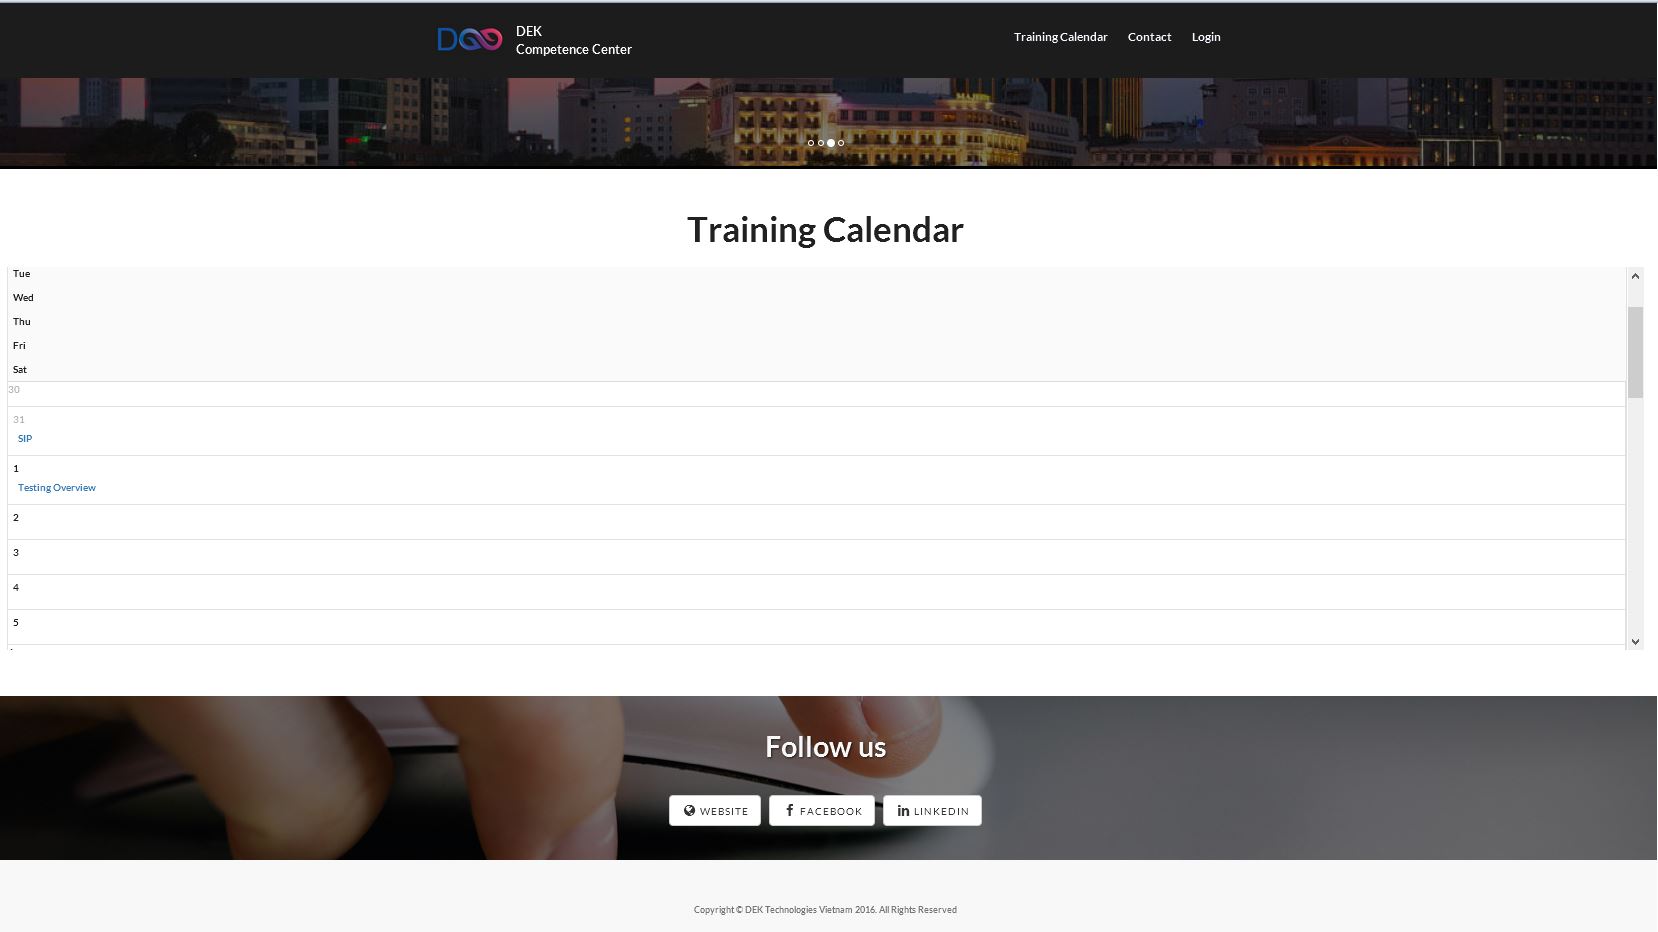 DEK
Competence Center
Training Calendar
Contact
Login
Training Calendar
Tue
Wed
Thu
Fri
Sat
30
31
SIP
1
Testing Overview
2
3
4
5
Follow us
WEBSITE
FACEBOOK
LINKEDIN
Copyright © DEK Technologies Vietnam 2016. All Rights Reserved